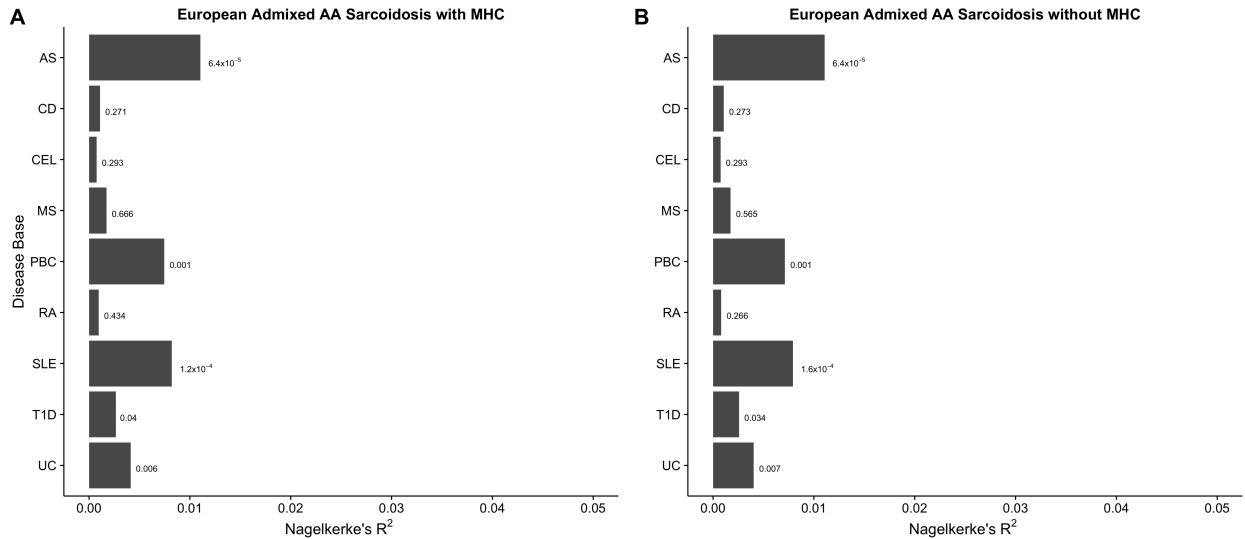 A
European Admixed AA Sarcoidosis with MHC
Disease Base
AS
6.4x10⁻⁵
CD
0.271
CEL
0.293
MS
0.666
PBC
0.001
RA
0.434
SLE
1.2x10⁻⁴
T1D
0.04
UC
0.006
0.00 0.01 0.02 0.03 0.04 0.05
Nagelkerke's R²
B
European Admixed AA Sarcoidosis without MHC
AS
6.4x10⁻⁵
CD
0.273
CEL
0.293
MS
0.565
PBC
0.001
RA
0.266
SLE
1.6x10⁻⁴
T1D
0.034
UC
0.007
0.00 0.01 0.02 0.03 0.04 0.05
Nagelkerke's R²